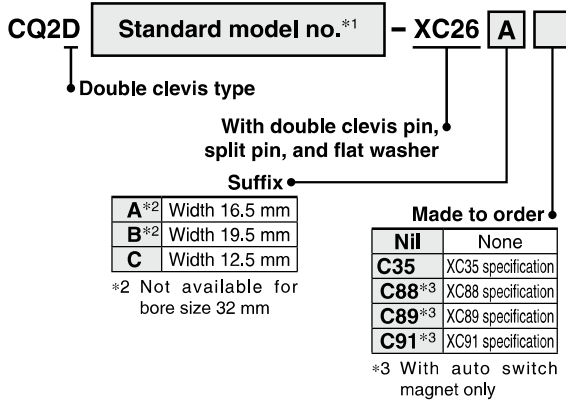 CQ2D Standard model no.*1 – XC26 A
Double clevis type
With double clevis pin,
split pin, and flat washer
Suffix
A*2 Width 16.5 mm
B*2 Width 19.5 mm
C Width 12.5 mm
*2 Not available for
bore size 32 mm
Made to order
Nil None
C35 XC35 specification
C88*3 XC88 specification
C89*3 XC89 specification
C91*3 XC91 specification
*3 With auto switch
magnet only